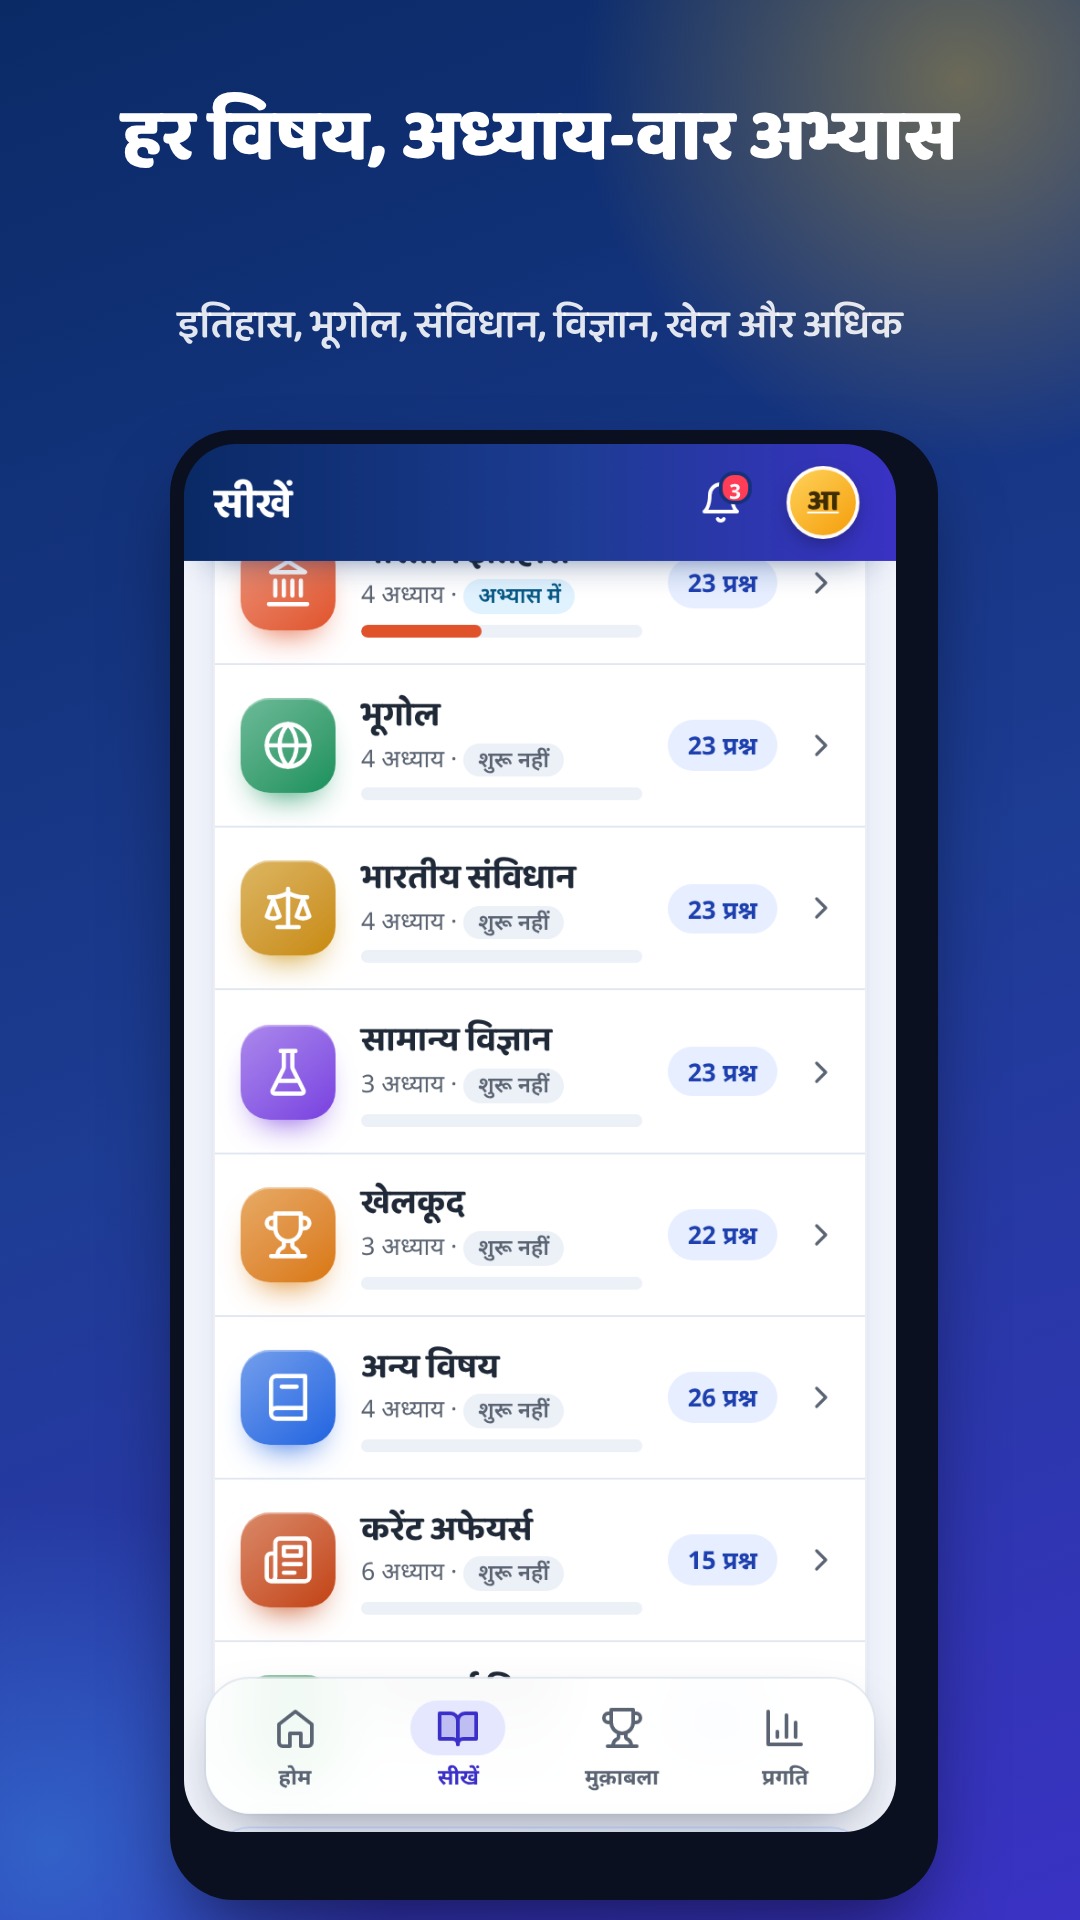 हर विषय, अध्याय-वार अभ्यास
इतिहास, भूगोल, संविधान, विज्ञान, खेल और अधिक
सीखें
3
आ
4 अध्याय · अभ्यास में
23 प्रश्न
भूगोल
4 अध्याय · शुरू नहीं
23 प्रश्न
भारतीय संविधान
4 अध्याय · शुरू नहीं
23 प्रश्न
सामान्य विज्ञान
3 अध्याय · शुरू नहीं
23 प्रश्न
खेलकूद
3 अध्याय · शुरू नहीं
22 प्रश्न
अन्य विषय
4 अध्याय · शुरू नहीं
26 प्रश्न
करेंट अफेयर्स
6 अध्याय · शुरू नहीं
15 प्रश्न
होम
सीखें
मुक़ाबला
प्रगति